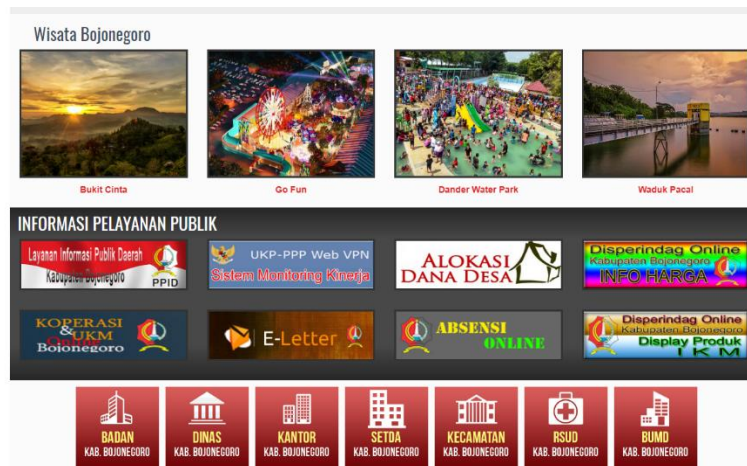 Wisata Bojonegoro
Bukit Cinta
Go Fun
Dander Water Park
Waduk Pacal
INFORMASI PELAYANAN PUBLIK
Layanan Informasi Publik Daerah
Kabupaten Bojonegoro
PPID
UKP-PPP Web VPN
Sistem Monitoring Kinerja
ALOKASI
DANA DESA
Disperindag Online
Kabupaten Bojonegoro
INFO HARGA
KOPERASI
&UKM
Online
Bojonegoro
E-Letter
ABSENSI
ONLINE
Disperindag Online
Kabupaten Bojonegoro
Display Produk
I K M
BADAN
KAB. BOJONEGORO
DINAS
KAB. BOJONEGORO
KANTOR
KAB. BOJONEGORO
SETDA
KAB. BOJONEGORO
KECAMATAN
KAB. BOJONEGORO
RSUD
KAB. BOJONEGORO
BUMD
KAB. BOJONEGORO